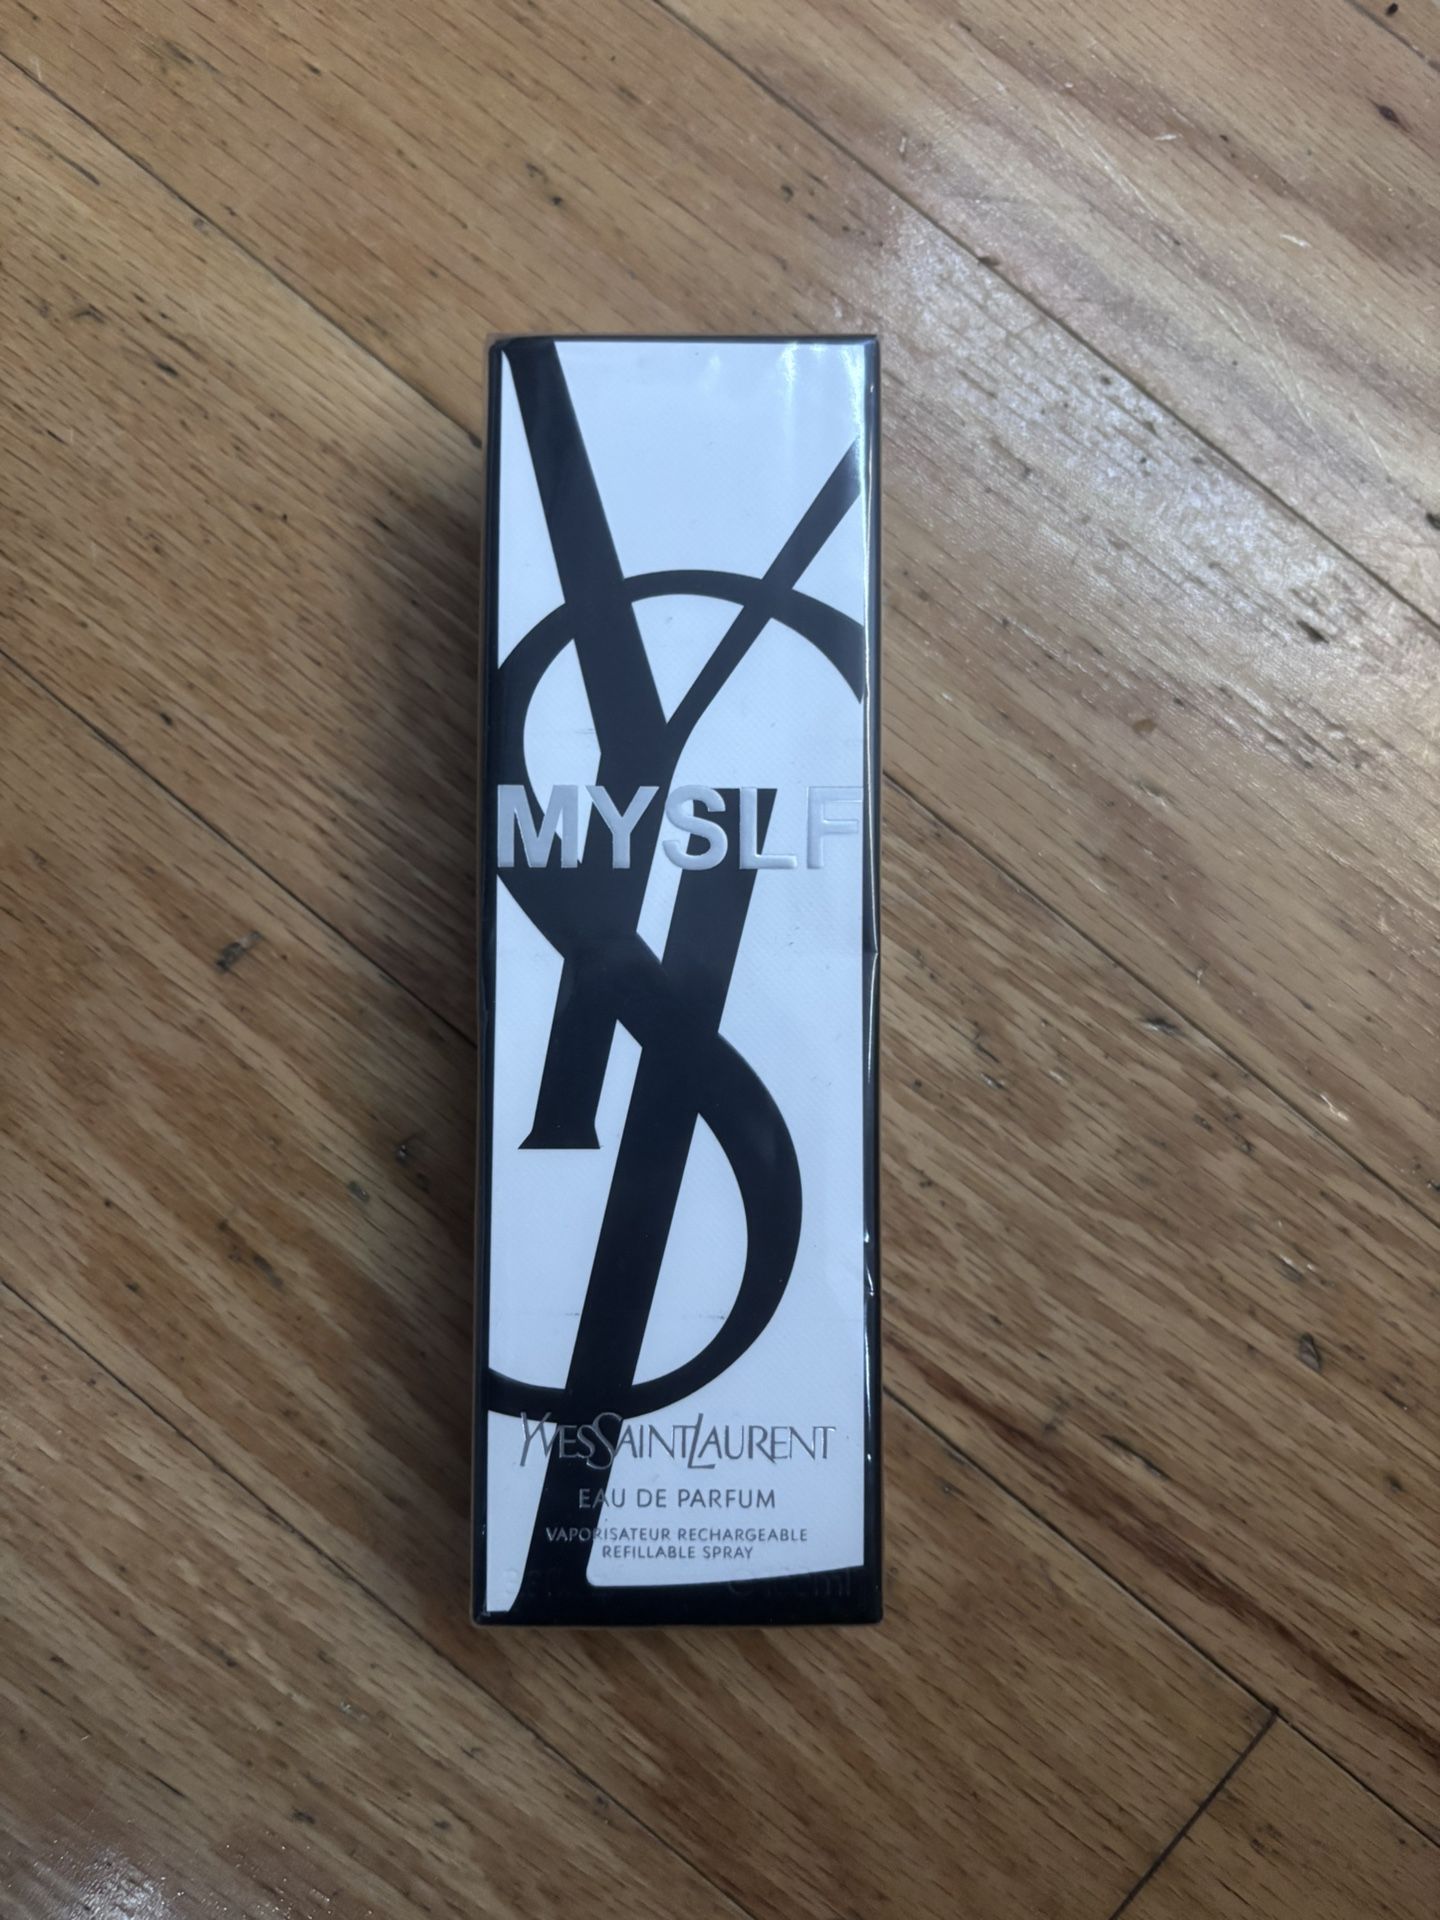 MYSLF
YVESSAINTLAURENT
EAU DE PARFUM
VAPORISATEUR RECHARGEABLE
REFILLABLE SPRAY